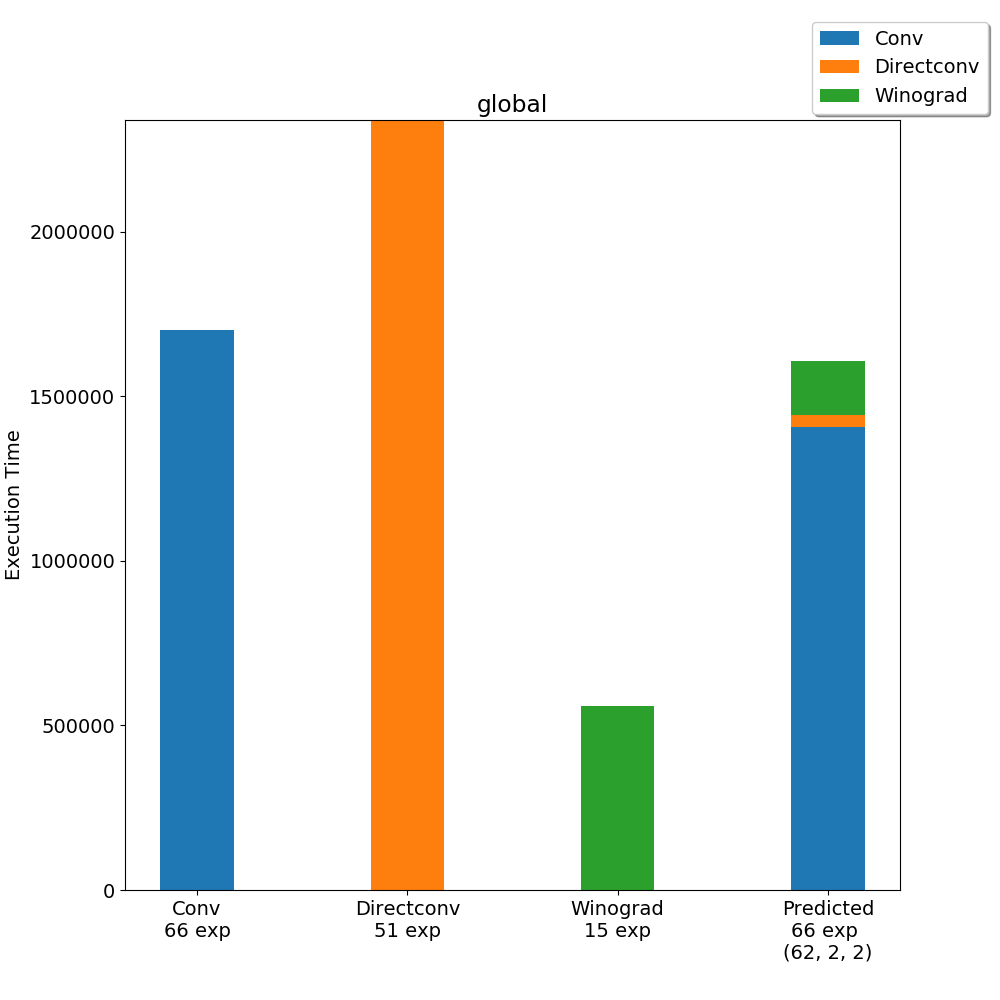 Conv
Directconv
Winograd
global
Execution Time
2000000
1500000
1000000
500000
0
Conv
66 exp
Directconv
51 exp
Winograd
15 exp
Predicted
66 exp
(62, 2, 2)